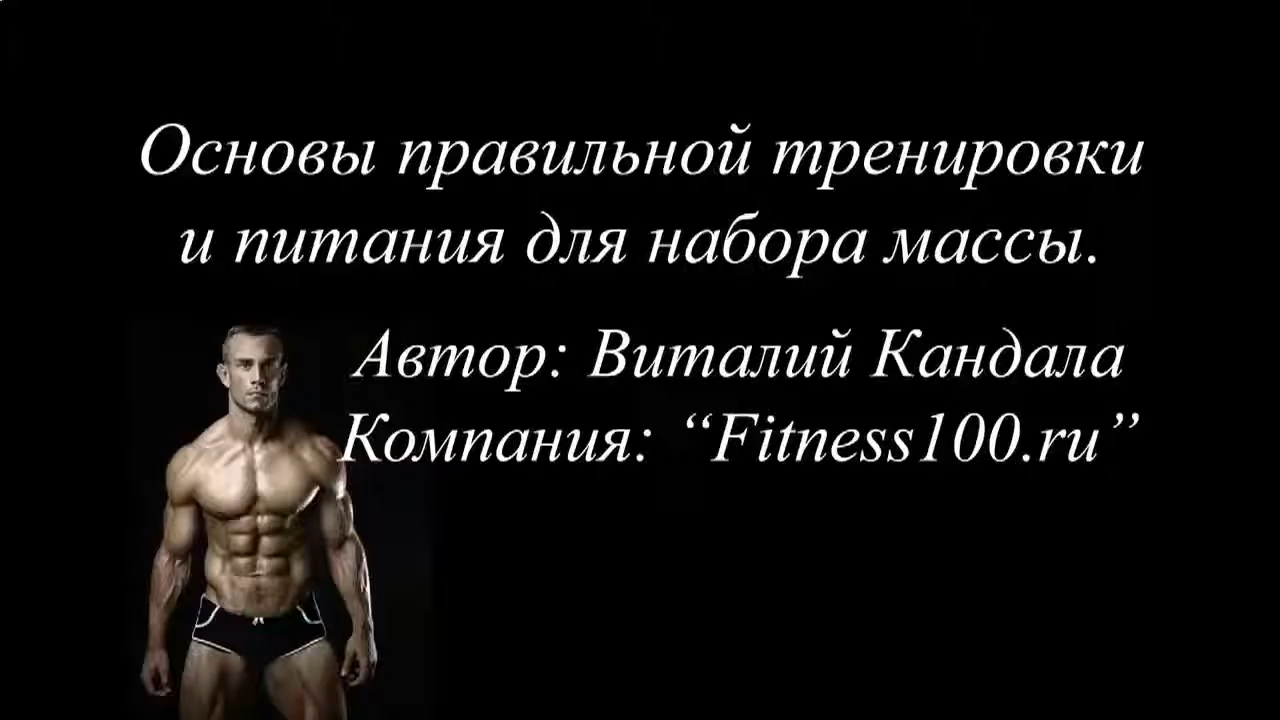 Основы правильной тренировки
и питания для набора массы.
Автор: Виталий Кандала
Компания: “Fitness100.ru”